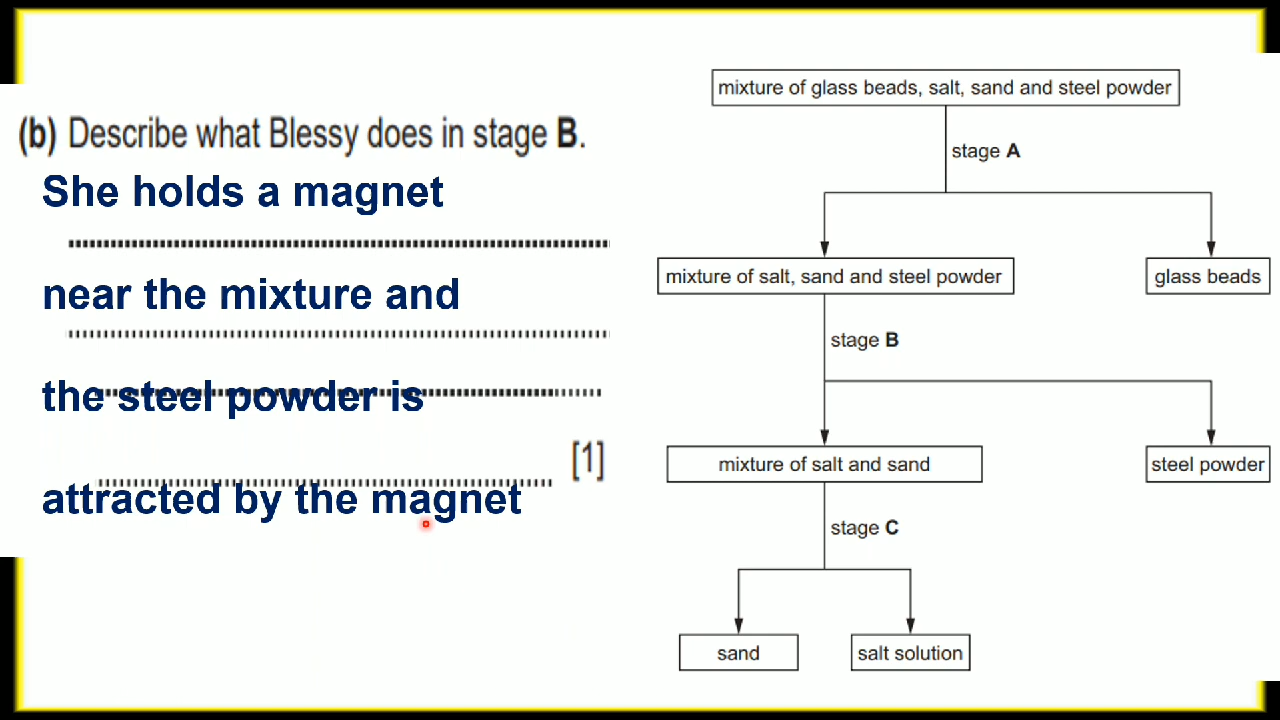 (b) Describe what Blessy does in stage B.
She holds a magnet
near the mixture and
the steel powder is
[1]
attracted by the magnet
mixture of glass beads, salt, sand and steel powder
stage A
mixture of salt, sand and steel powder
glass beads
stage B
mixture of salt and sand
steel powder
stage C
sand
salt solution